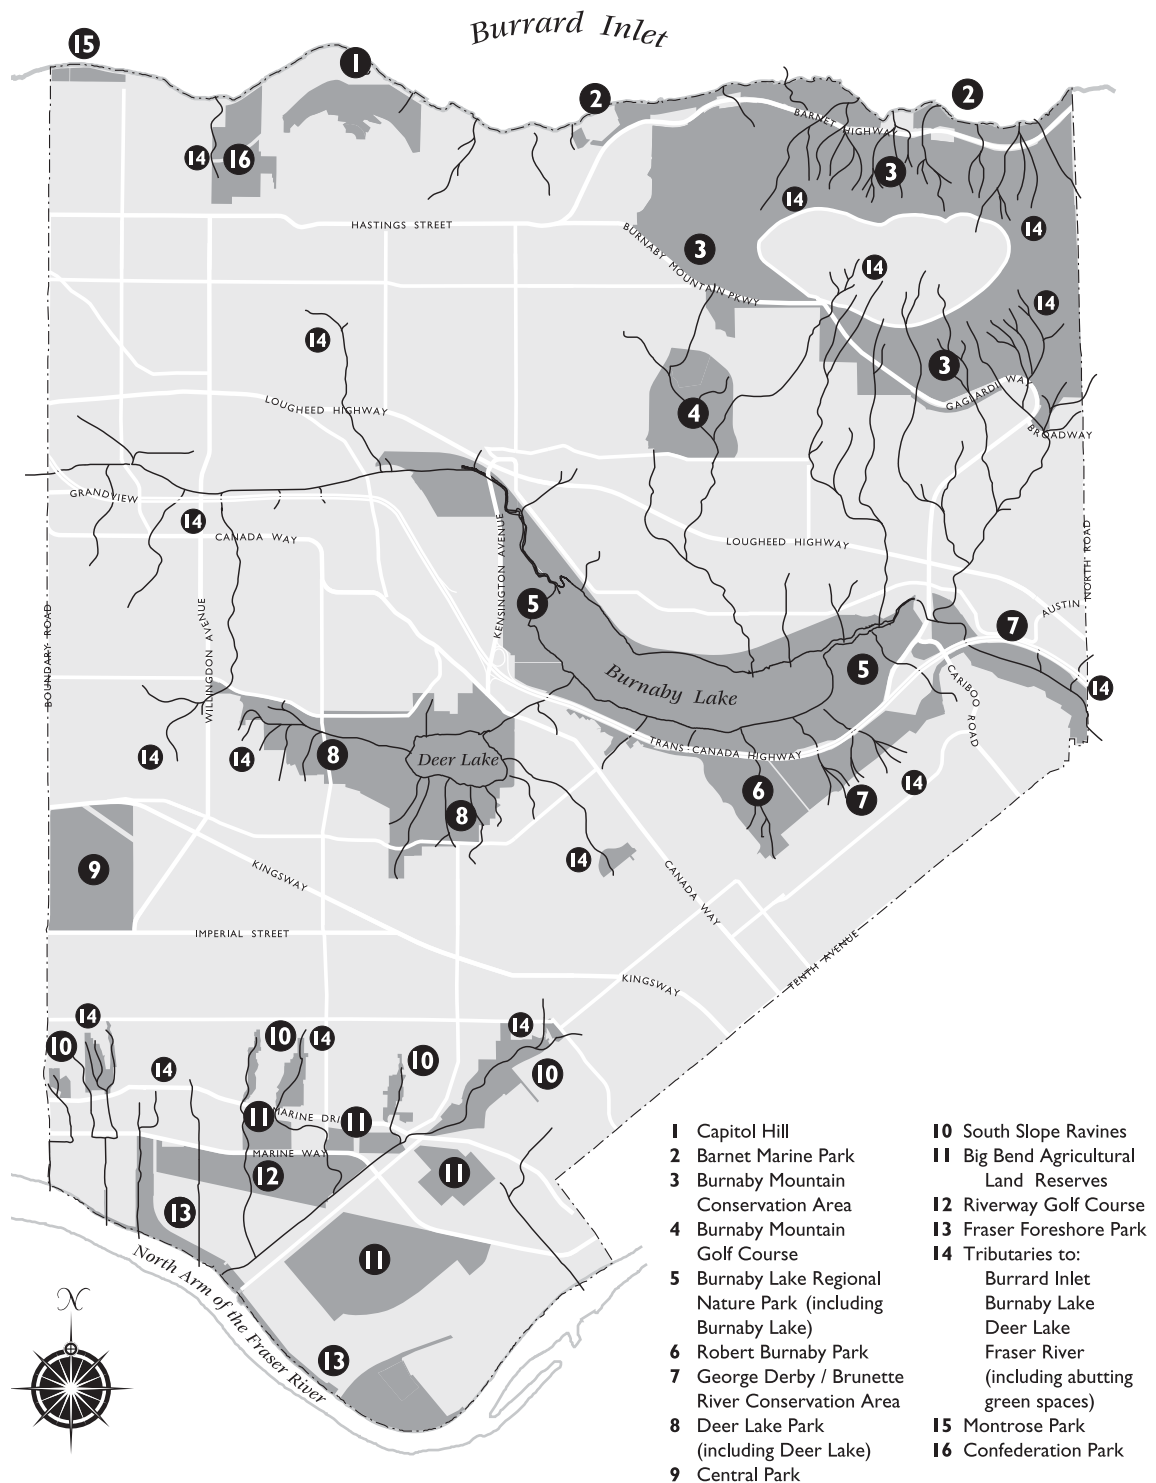 Burrard Inlet
15
1
2
2
14
16
BARNET HIGHWAY
3
14
HASTINGS STREET
14
BURNABY MOUNTAIN PKWY
3
14
14
14
3
GAGLARDI WAY
LOUGHEED HIGHWAY
4
BROADWAY
GRANDVIEW
14
CANADA WAY
KENSINGTON AVENUE
LOUGHEED HIGHWAY
NORTH ROAD
5
AUSTIN
BOUNDARY ROAD
WILLINGDON AVENUE
7
5
Burnaby Lake
CARIBOO ROAD
14
TRANS CANADA HIGHWAY
14
14
8
Deer Lake
14
6
7
8
9
14
KINGSWAY
CANADA WAY
IMPERIAL STREET
TENTH AVENUE
KINGSWAY
14
10
10
14
14
14
10
10
11
MARINE DRI
11
MARINE WAY
12
11
13
North Arm of the Fraser River
11
N
13
1 Capitol Hill
2 Barnet Marine Park
3 Burnaby Mountain
Conservation Area
4 Burnaby Mountain
Golf Course
5 Burnaby Lake Regional
Nature Park (including
Burnaby Lake)
6 Robert Burnaby Park
7 George Derby / Brunette
River Conservation Area
8 Deer Lake Park
(including Deer Lake)
9 Central Park
10 South Slope Ravines
11 Big Bend Agricultural
Land Reserves
12 Riverway Golf Course
13 Fraser Foreshore Park
14 Tributaries to:
Burrard Inlet
Burnaby Lake
Deer Lake
Fraser River
(including abutting
green spaces)
15 Montrose Park
16 Confederation Park